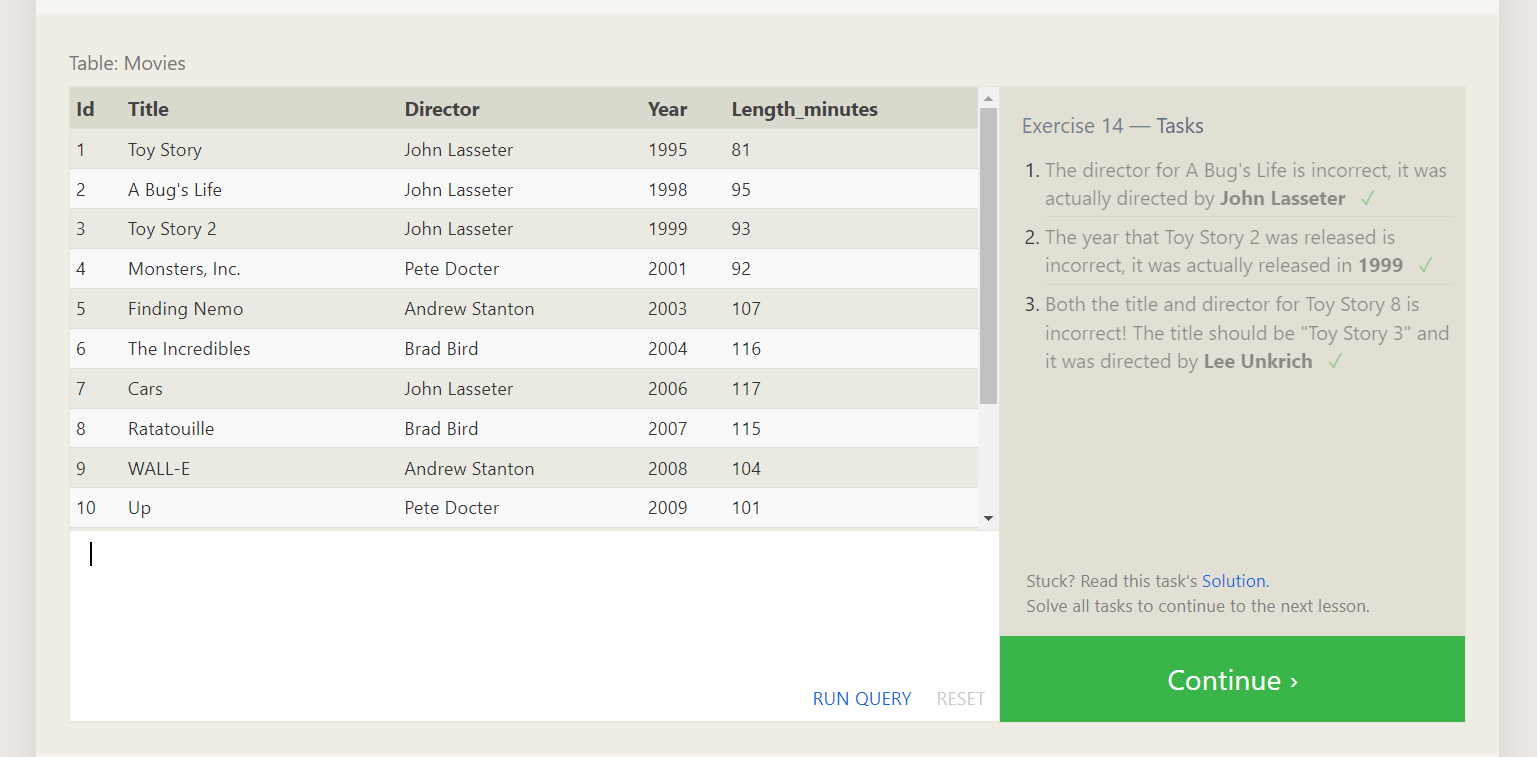 Table: Movies
Id Title Director Year Length_minutes
1 Toy Story John Lasseter 1995 81
2 A Bug's Life John Lasseter 1998 95
3 Toy Story 2 John Lasseter 1999 93
4 Monsters, Inc. Pete Docter 2001 92
5 Finding Nemo Andrew Stanton 2003 107
6 The Incredibles Brad Bird 2004 116
7 Cars John Lasseter 2006 117
8 Ratatouille Brad Bird 2007 115
9 WALL-E Andrew Stanton 2008 104
10 Up Pete Docter 2009 101
RUN QUERY RESET
Exercise 14 — Tasks
1. The director for A Bug's Life is incorrect, it was
actually directed by John Lasseter ✓
2. The year that Toy Story 2 was released is
incorrect, it was actually released in 1999 ✓
3. Both the title and director for Toy Story 8 is
incorrect! The title should be "Toy Story 3" and
it was directed by Lee Unkrich ✓
Stuck? Read this task's Solution.
Solve all tasks to continue to the next lesson.
Continue ›